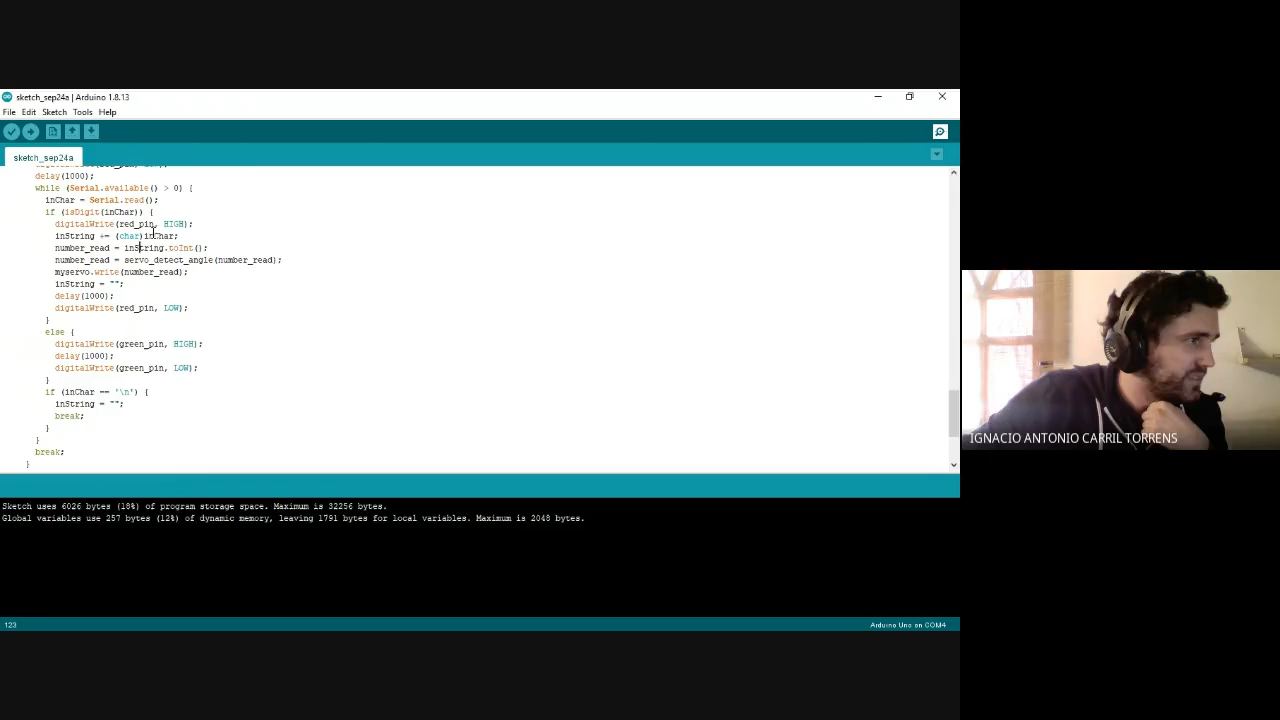 sketch_sep24a | Arduino 1.8.13
File Edit Sketch Tools Help
sketch_sep24a
delay(1000);
while (Serial.available() > 0) {
inChar = Serial.read();
if (isDigit(inChar)) {
digitalWrite(red_pin, HIGH);
inString += (char)inChar;
number_read = inString.toInt();
number_read = servo_detect_angle(number_read);
myservo.write(number_read);
inString = "";
delay(1000);
digitalWrite(red_pin, LOW);
}
else {
digitalWrite(green_pin, HIGH);
delay(1000);
digitalWrite(green_pin, LOW);
}
if (inChar == '\n') {
inString = "";
break;
}
}
break;
}
Sketch uses 6026 bytes (18%) of program storage space. Maximum is 32256 bytes.
Global variables use 257 bytes (12%) of dynamic memory, leaving 1791 bytes for local variables. Maximum is 2048 bytes.
123
Arduino Uno on COM4
IGNACIO ANTONIO CARRIL TORRENS